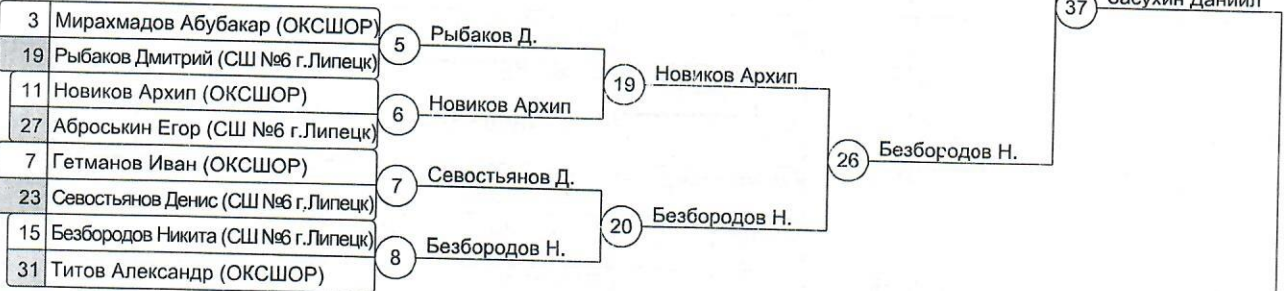 37 Засухин Даниил
3 Мирахмадов Абубакар (ОКСШОР)
5 Рыбаков Д.
19 Рыбаков Дмитрий (СШ №6 г.Липецк)
19 Новиков Архип
11 Новиков Архип (ОКСШОР)
6 Новиков Архип
27 Аброськин Егор (СШ №6 г.Липецк)
26 Безбородов Н.
7 Гетманов Иван (ОКСШОР)
7 Севостьянов Д.
23 Севостьянов Денис (СШ №6 г.Липецк)
20 Безбородов Н.
15 Безбородов Никита (СШ №6 г.Липецк)
8 Безбородов Н.
31 Титов Александр (ОКСШОР)